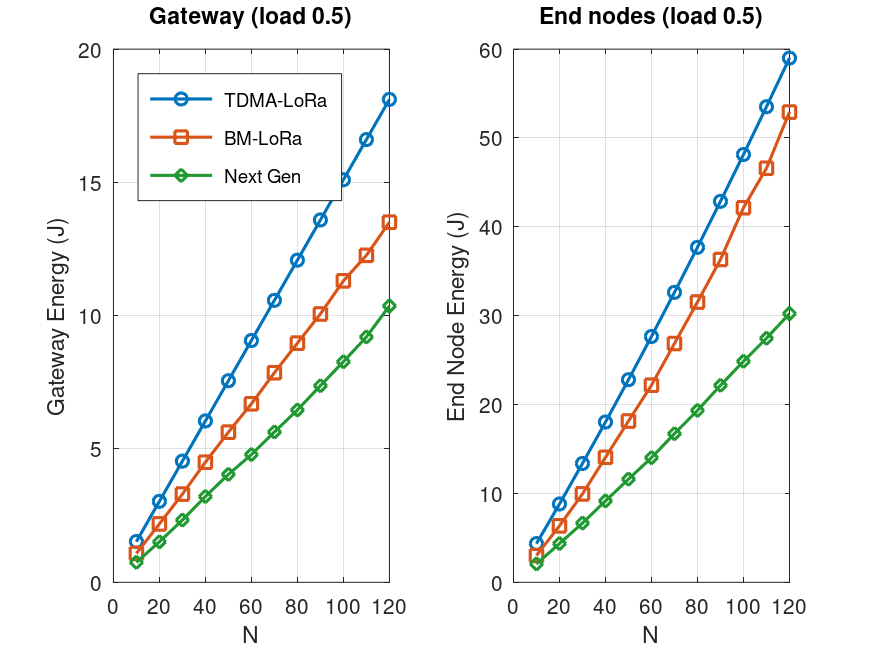 Gateway (load 0.5)
20
15
10
5
0
0 20 40 60 80 100 120
Gateway Energy (J)
N
TDMA-LoRa
BM-LoRa
Next Gen
End nodes (load 0.5)
60
50
40
30
20
10
0
0 20 40 60 80 100 120
End Node Energy (J)
N